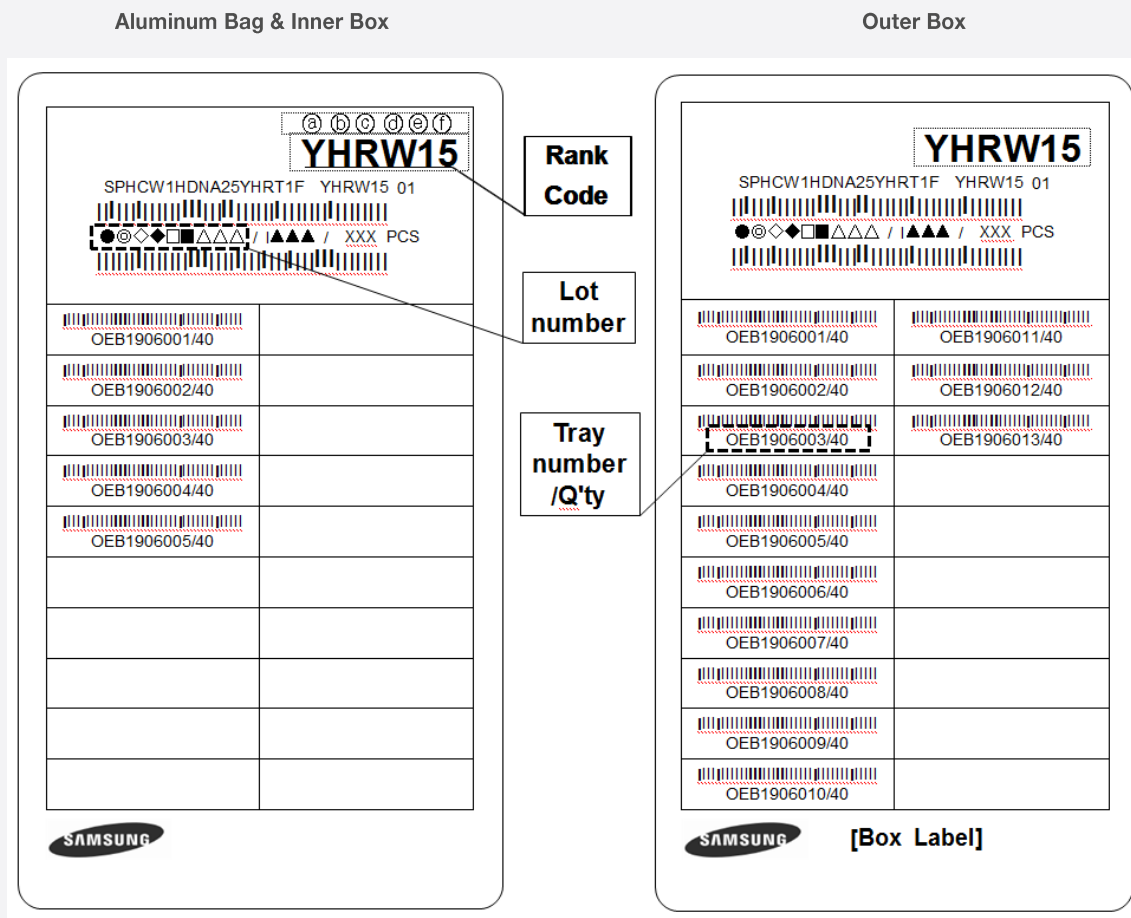 Aluminum Bag & Inner Box
Outer Box
ⓐ ⓑ ⓒ ⓓ ⓔ ⓕ
YHRW15
SPHCW1HDNA25YHRT1F YHRW15 01
●◎◇◆□■△△△ / I▲▲▲ / XXX PCS
OEB1906001/40
OEB1906002/40
OEB1906003/40
OEB1906004/40
OEB1906005/40
SAMSUNG
Rank
Code
Lot
number
Tray
number
/Q'ty
YHRW15
SPHCW1HDNA25YHRT1F YHRW15 01
●◎◇◆□■△△△ / I▲▲▲ / XXX PCS
OEB1906001/40 OEB1906011/40
OEB1906002/40 OEB1906012/40
OEB1906003/40 OEB1906013/40
OEB1906004/40
OEB1906005/40
OEB1906006/40
OEB1906007/40
OEB1906008/40
OEB1906009/40
OEB1906010/40
SAMSUNG [Box Label]